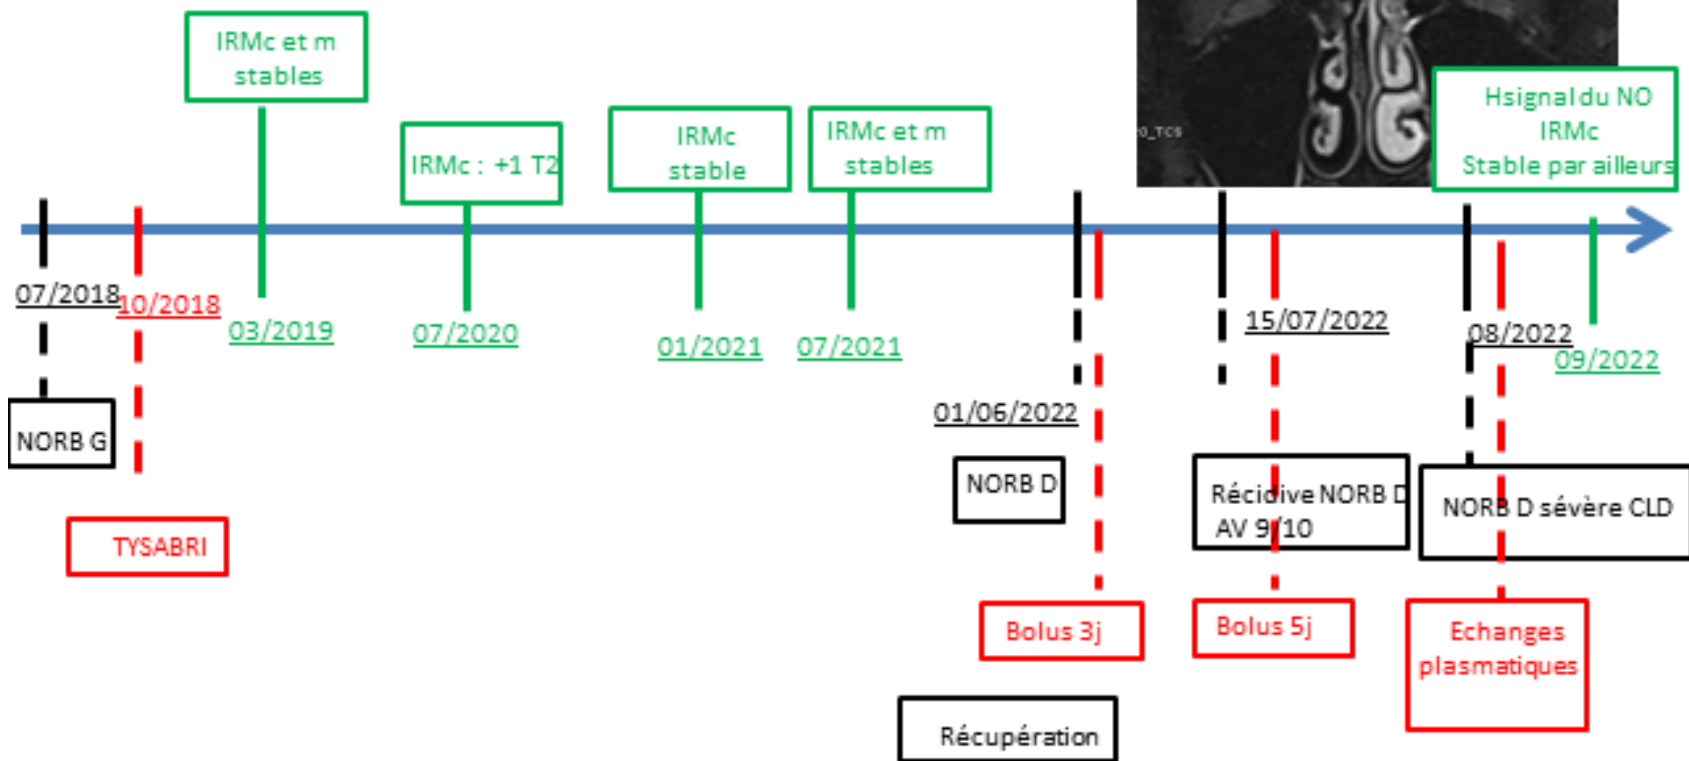 IRMc et m
stables
IRMc : +1 T2
IRMc
stable
IRMc et m
stables
0_TCS
Hsignal du NO
IRMc
Stable par ailleurs
07/2018
10/2018
03/2019
07/2020
01/2021
07/2021
01/06/2022
15/07/2022
08/2022
09/2022
NORB G
TYSABRI
NORB D
Récidive NORB D
AV 9/10
NORB D sévère CLD
Bolus 3j
Bolus 5j
Echanges
plasmatiques
Récupération